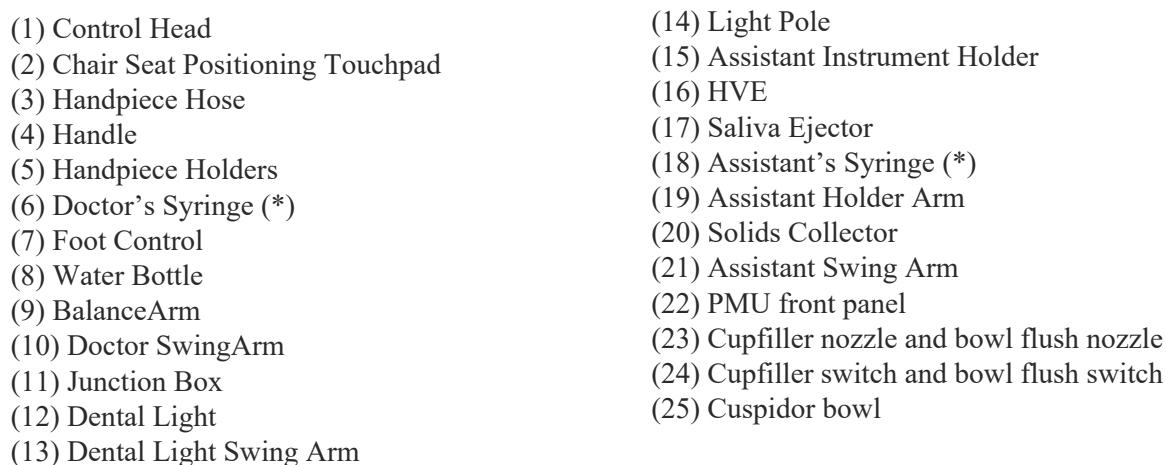 (1) Control Head
(2) Chair Seat Positioning Touchpad
(3) Handpiece Hose
(4) Handle
(5) Handpiece Holders
(6) Doctor’s Syringe (*)
(7) Foot Control
(8) Water Bottle
(9) BalanceArm
(10) Doctor SwingArm
(11) Junction Box
(12) Dental Light
(13) Dental Light Swing Arm
(14) Light Pole
(15) Assistant Instrument Holder
(16) HVE
(17) Saliva Ejector
(18) Assistant’s Syringe (*)
(19) Assistant Holder Arm
(20) Solids Collector
(21) Assistant Swing Arm
(22) PMU front panel
(23) Cupfiller nozzle and bowl flush nozzle
(24) Cupfiller switch and bowl flush switch
(25) Cuspidor bowl